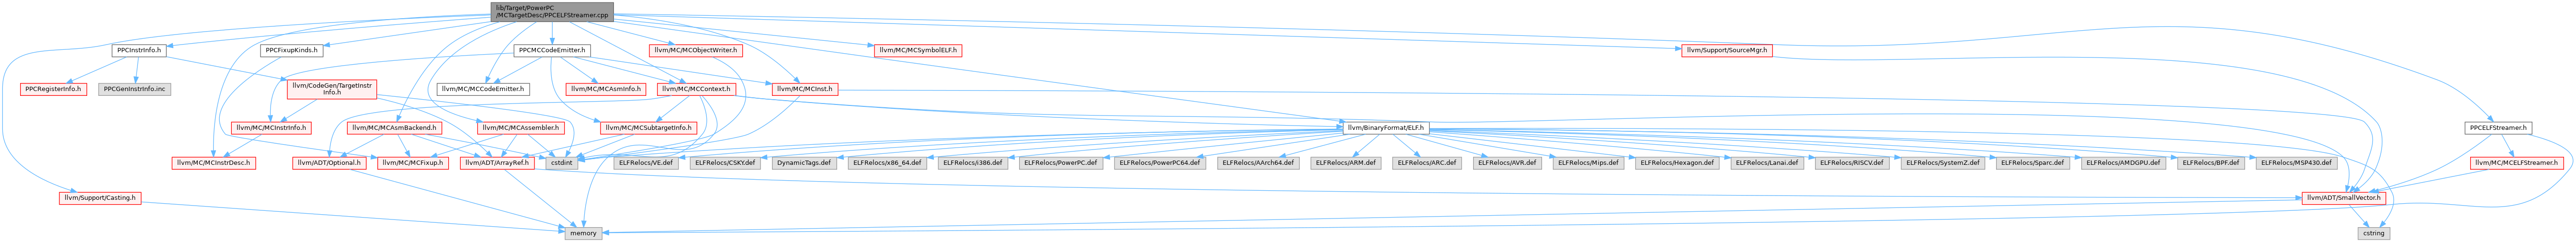 lib/Target/PowerPC
/MCTargetDesc/PPCELFStreamer.cpp
PPCInstrInfo.h
PPCFixupKinds.h
PPCMCCodeEmitter.h
llvm/MC/MCObjectWriter.h
llvm/MC/MCSymbolELF.h
llvm/Support/SourceMgr.h
PPCRegisterInfo.h
PPCGenInstrInfo.inc
llvm/CodeGen/TargetInstr
Info.h
llvm/MC/MCCodeEmitter.h
llvm/MC/MCAsmInfo.h
llvm/MC/MCContext.h
llvm/MC/MCInst.h
llvm/MC/MCInstrInfo.h
llvm/MC/MCAsmBackend.h
llvm/MC/MCAssembler.h
llvm/MC/MCSubtargetInfo.h
llvm/BinaryFormat/ELF.h
PPCELFStreamer.h
llvm/MC/MCInstrDesc.h
llvm/ADT/Optional.h
llvm/MC/MCFixup.h
llvm/ADT/ArrayRef.h
cstdint
ELFRelocs/VE.def
ELFRelocs/CSKY.def
DynamicTags.def
ELFRelocs/x86_64.def
ELFRelocs/i386.def
ELFRelocs/PowerPC.def
ELFRelocs/PowerPC64.def
ELFRelocs/AArch64.def
ELFRelocs/ARM.def
ELFRelocs/ARC.def
ELFRelocs/AVR.def
ELFRelocs/Mips.def
ELFRelocs/Hexagon.def
ELFRelocs/Lanai.def
ELFRelocs/RISCV.def
ELFRelocs/SystemZ.def
ELFRelocs/Sparc.def
ELFRelocs/AMDGPU.def
ELFRelocs/BPF.def
ELFRelocs/MSP430.def
llvm/MC/MCELFStreamer.h
llvm/Support/Casting.h
llvm/ADT/SmallVector.h
memory
cstring